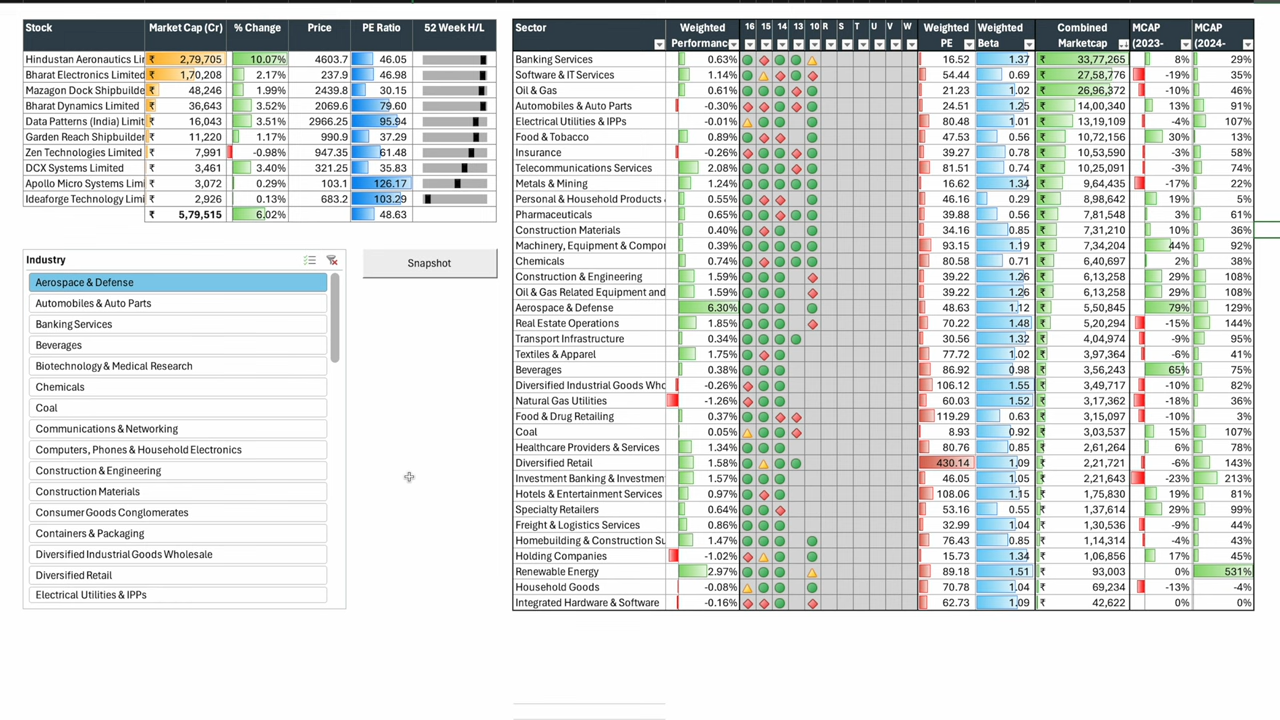 Stock Market Cap (Cr) % Change Price PE Ratio 52 Week H/L
Hindustan Aeronautics Lir ₹ 2,79,705 10.07% 4603.7 46.05
Bharat Electronics Limited ₹ 1,70,208 2.17% 237.9 46.98
Mazagon Dock Shipbuilde ₹ 48,246 1.99% 2439.8 30.15
Bharat Dynamics Limited ₹ 36,643 3.52% 2069.6 79.60
Data Patterns (India) Limit ₹ 16,043 3.51% 2966.25 95.94
Garden Reach Shipbuilder ₹ 11,220 1.17% 990.9 37.29
Zen Technologies Limited ₹ 7,991 -0.98% 947.35 61.48
DCX Systems Limited ₹ 3,461 3.40% 321.25 35.83
Apollo Micro Systems Lim ₹ 3,072 0.29% 103.1 126.17
Ideaforge Technology Limi ₹ 2,926 0.13% 683.2 103.29
₹ 5,79,515 6.02% 48.63
Industry
Aerospace & Defense
Automobiles & Auto Parts
Banking Services
Beverages
Biotechnology & Medical Research
Chemicals
Coal
Communications & Networking
Computers, Phones & Household Electronics
Construction & Engineering
Construction Materials
Consumer Goods Conglomerates
Containers & Packaging
Diversified Industrial Goods Wholesale
Diversified Retail
Electrical Utilities & IPPs
Snapshot
Sector Weighted Performanc 16 15 14 13 10 R S T U V W Weighted PE Weighted Beta Combined Marketcap MCAP (2023- MCAP (2024-
Banking Services 0.63% 16.52 1.37 ₹ 33,77,265 8% 29%
Software & IT Services 1.14% 54.44 0.69 ₹ 27,58,776 -19% 35%
Oil & Gas 0.61% 21.23 1.02 ₹ 26,96,372 -10% 46%
Automobiles & Auto Parts -0.30% 24.51 1.25 ₹ 14,00,340 13% 91%
Electrical Utilities & IPPs -0.01% 80.48 1.01 ₹ 13,19,109 -4% 107%
Food & Tobacco 0.89% 47.53 0.56 ₹ 10,72,156 30% 13%
Insurance -0.26% 39.27 0.78 ₹ 10,53,590 -3% 58%
Telecommunications Services 2.08% 81.51 0.74 ₹ 10,25,091 -3% 74%
Metals & Mining 1.24% 16.62 1.34 ₹ 9,64,435 -17% 22%
Personal & Household Products 0.55% 46.16 0.29 ₹ 8,98,642 19% 5%
Pharmaceuticals 0.65% 39.88 0.56 ₹ 7,81,548 3% 61%
Construction Materials 0.40% 34.16 0.85 ₹ 7,31,210 10% 36%
Machinery, Equipment & Compor 0.39% 93.15 1.19 ₹ 7,34,204 44% 92%
Chemicals 0.74% 80.58 0.71 ₹ 6,40,697 2% 38%
Construction & Engineering 1.59% 39.22 1.26 ₹ 6,13,258 29% 108%
Oil & Gas Related Equipment and 1.59% 39.22 1.26 ₹ 6,13,258 29% 108%
Aerospace & Defense 6.30% 48.63 1.12 ₹ 5,50,845 79% 129%
Real Estate Operations 1.85% 70.22 1.48 ₹ 5,20,294 -15% 144%
Transport Infrastructure 0.34% 30.56 1.32 ₹ 4,04,974 -9% 95%
Textiles & Apparel 1.75% 77.72 1.02 ₹ 3,97,364 -6% 41%
Beverages 0.38% 86.92 0.98 ₹ 3,56,243 65% 75%
Diversified Industrial Goods Who -0.26% 106.12 1.55 ₹ 3,49,717 -10% 82%
Natural Gas Utilities -1.26% 60.03 1.52 ₹ 3,17,362 -18% 36%
Food & Drug Retailing 0.37% 119.29 0.63 ₹ 3,15,097 -10% 3%
Coal 0.05% 8.93 0.92 ₹ 3,03,537 15% 107%
Healthcare Providers & Services 1.34% 80.76 0.85 ₹ 2,61,264 6% 78%
Diversified Retail 1.58% 430.14 1.09 ₹ 2,21,721 -6% 143%
Investment Banking & Investmen 1.57% 46.05 1.05 ₹ 2,21,643 -23% 213%
Hotels & Entertainment Services 0.97% 108.06 1.15 ₹ 1,75,830 19% 81%
Specialty Retailers 0.64% 53.16 0.55 ₹ 1,37,614 29% 99%
Freight & Logistics Services 0.86% 32.99 1.04 ₹ 1,30,536 -9% 44%
Homebuilding & Construction Su 1.47% 76.43 0.85 ₹ 1,14,314 -4% 43%
Holding Companies -1.02% 15.73 1.34 ₹ 1,06,856 17% 45%
Renewable Energy 2.97% 89.18 1.51 ₹ 93,003 0% 531%
Household Goods -0.08% 70.78 1.04 ₹ 69,234 -13% -4%
Integrated Hardware & Software -0.16% 62.73 1.09 ₹ 42,622 0% 0%